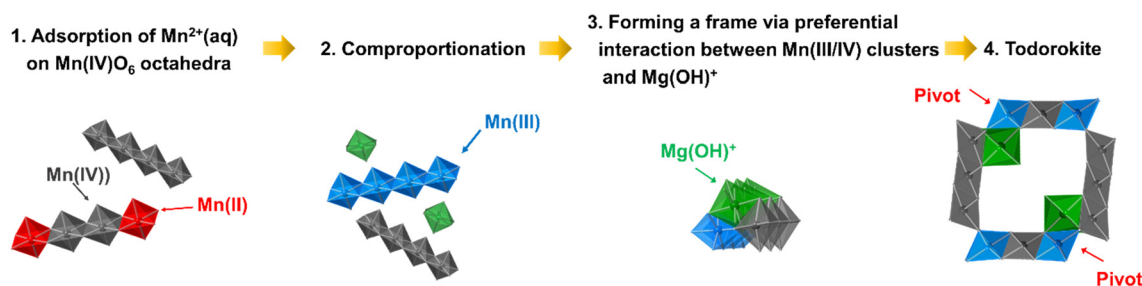 1. Adsorption of Mn²⁺(aq)
on Mn(IV)O₆ octahedra
2. Comproportionation
3. Forming a frame via preferential
interaction between Mn(III/IV) clusters
and Mg(OH)⁺
4. Todorokite
Mn(IV))
Mn(II)
Mn(III)
Mg(OH)⁺
Pivot
Pivot